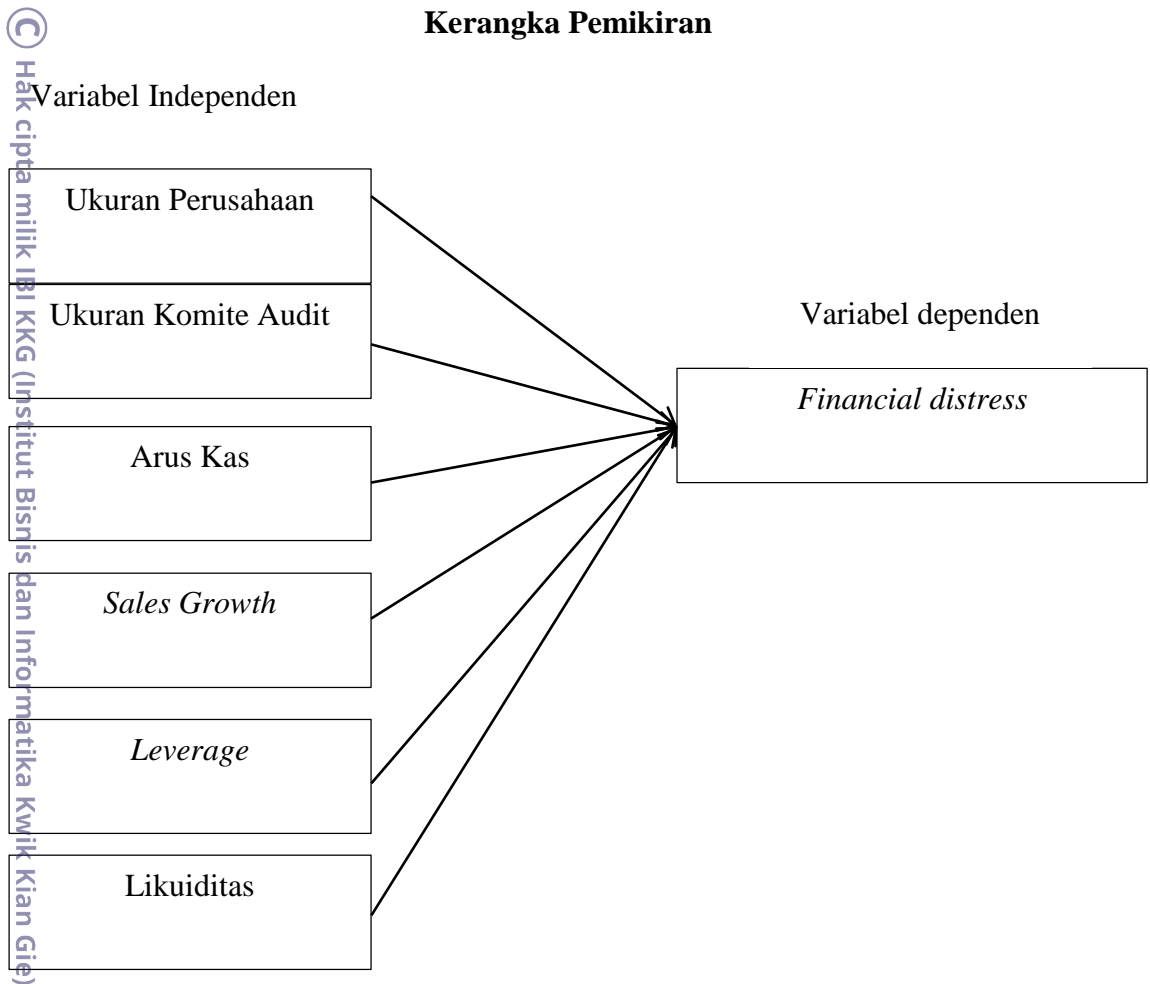 Kerangka Pemikiran
© Hak cipta milik IBI KKG (Institut Bisnis dan Informatika Kwik Kian Gie)
Variabel Independen
Ukuran Perusahaan
Ukuran Komite Audit
Variabel dependen
Financial distress
Arus Kas
Sales Growth
Leverage
Likuiditas